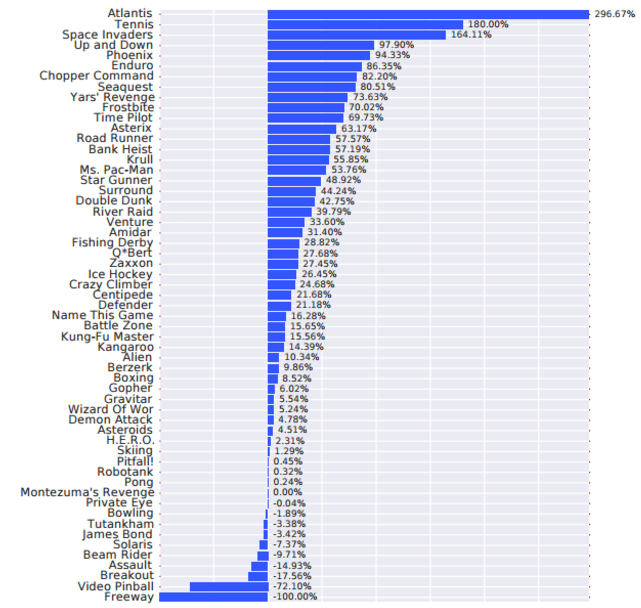 Atlantis 296.67%
Tennis 180.00%
Space Invaders 164.11%
Up and Down 97.90%
Phoenix 94.33%
Enduro 86.35%
Chopper Command 82.20%
Seaquest 80.51%
Yars' Revenge 73.63%
Frostbite 70.02%
Time Pilot 69.73%
Asterix 63.17%
Road Runner 57.57%
Bank Heist 57.19%
Krull 55.85%
Ms. Pac-Man 53.76%
Star Gunner 48.92%
Surround 44.24%
Double Dunk 42.75%
River Raid 39.79%
Venture 33.60%
Amidar 31.40%
Fishing Derby 28.82%
Q*Bert 27.68%
Zaxxon 27.45%
Ice Hockey 26.45%
Crazy Climber 24.68%
Centipede 21.68%
Defender 21.18%
Name This Game 16.28%
Battle Zone 15.65%
Kung-Fu Master 15.56%
Kangaroo 14.39%
Alien 10.34%
Berzerk 9.86%
Boxing 8.52%
Gopher 6.02%
Gravitar 5.54%
Wizard Of Wor 5.24%
Demon Attack 4.78%
Asteroids 4.51%
H.E.R.O. 2.31%
Skiing 1.29%
Pitfall! 0.45%
Robotank 0.32%
Pong 0.24%
Montezuma's Revenge 0.00%
Private Eye -0.04%
Bowling -1.89%
Tutankham -3.38%
James Bond -3.42%
Solaris -7.37%
Beam Rider -9.71%
Assault -14.93%
Breakout -17.56%
Video Pinball -72.10%
Freeway -100.00%